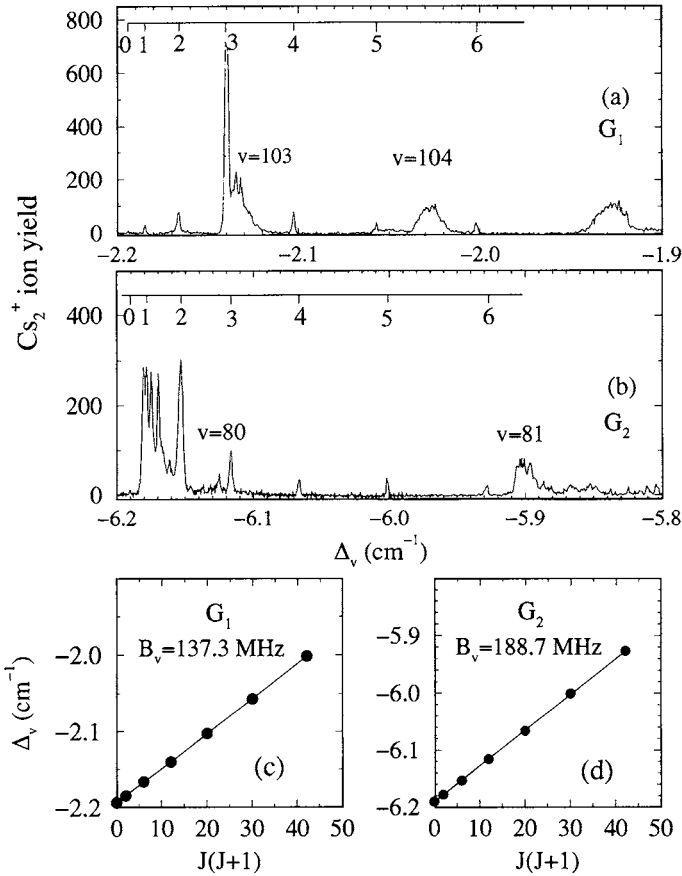 800
600
400
200
0
0 1 2 3 4 5 6
(a)
G₁
v=103
v=104
−2.2 −2.1 −2.0 −1.9
Cs₂⁺ ion yield
400
200
0
0 1 2 3 4 5 6
(b)
G₂
v=80
v=81
−6.2 −6.1 −6.0 −5.9 −5.8
Δᵥ (cm⁻¹)
Δᵥ (cm⁻¹)
−2.0
−2.1
−2.2
G₁
Bᵥ=137.3 MHz
(c)
0 10 20 30 40 50
J(J+1)
−5.9
−6.0
−6.1
−6.2
G₂
Bᵥ=188.7 MHz
(d)
0 10 20 30 40 50
J(J+1)